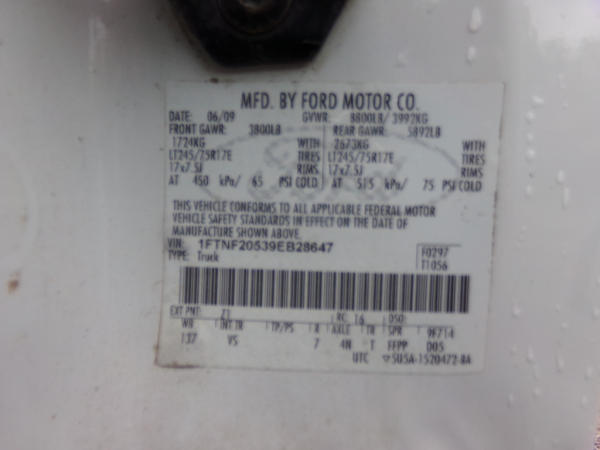 MFD. BY FORD MOTOR CO.
DATE: 06/09 GVWR: 8800LB/ 3992KG
FRONT GAWR: 3800LB REAR GAWR: 5892LB
1724KG WITH 2673KG WITH
LT245/75R17E TIRES LT245/75R17E TIRES
17x7.5J RIMS 17x7.5J RIMS
AT 450 kPa/ 65 PSI COLD AT 515 kPa/ 75 PSI COLD
THIS VEHICLE CONFORMS TO ALL APPLICABLE FEDERAL MOTOR
VEHICLE SAFETY STANDARDS IN EFFECT ON THE DATE OF
MANUFACTURE SHOWN ABOVE.
VIN: 1FTNF20539EB28647 F0297
TYPE: Truck T1056
EXT PNT: Z1 RC: 16 DSO:
WB INT TR TP/PS R AXLE TR SPR 9F714
137 VS 7 4N T FFPP D05
UTC 5U5A-1520472-BA